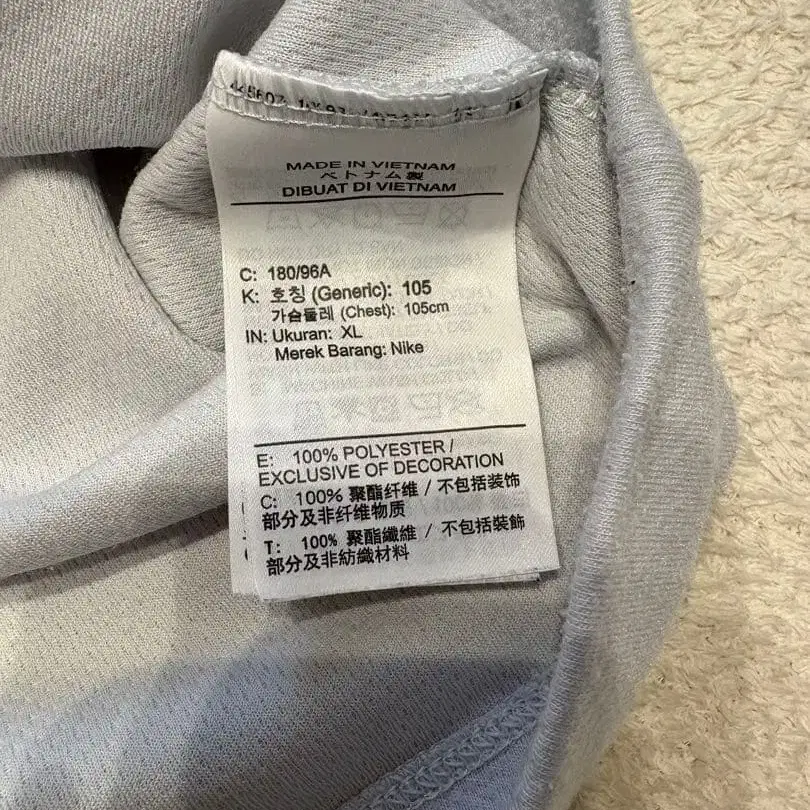 MADE IN VIETNAM
ベトナム製
DIBUAT DI VIETNAM
C: 180/96A
K: 호칭 (Generic): 105
가슴둘레 (Chest): 105cm
IN: Ukuran: XL
Merek Barang: Nike
E: 100% POLYESTER /
EXCLUSIVE OF DECORATION
C: 100% 聚酯纤维 / 不包括装饰
部分及非纤维物质
T: 100% 聚酯纖維 / 不包括裝飾
部分及非紡織材料